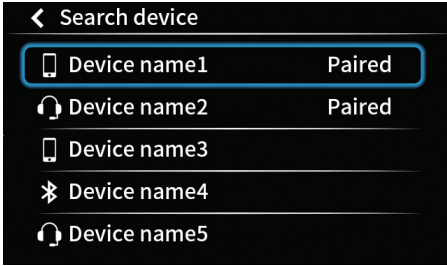 Search device
Device name1 Paired
Device name2 Paired
Device name3
Device name4
Device name5